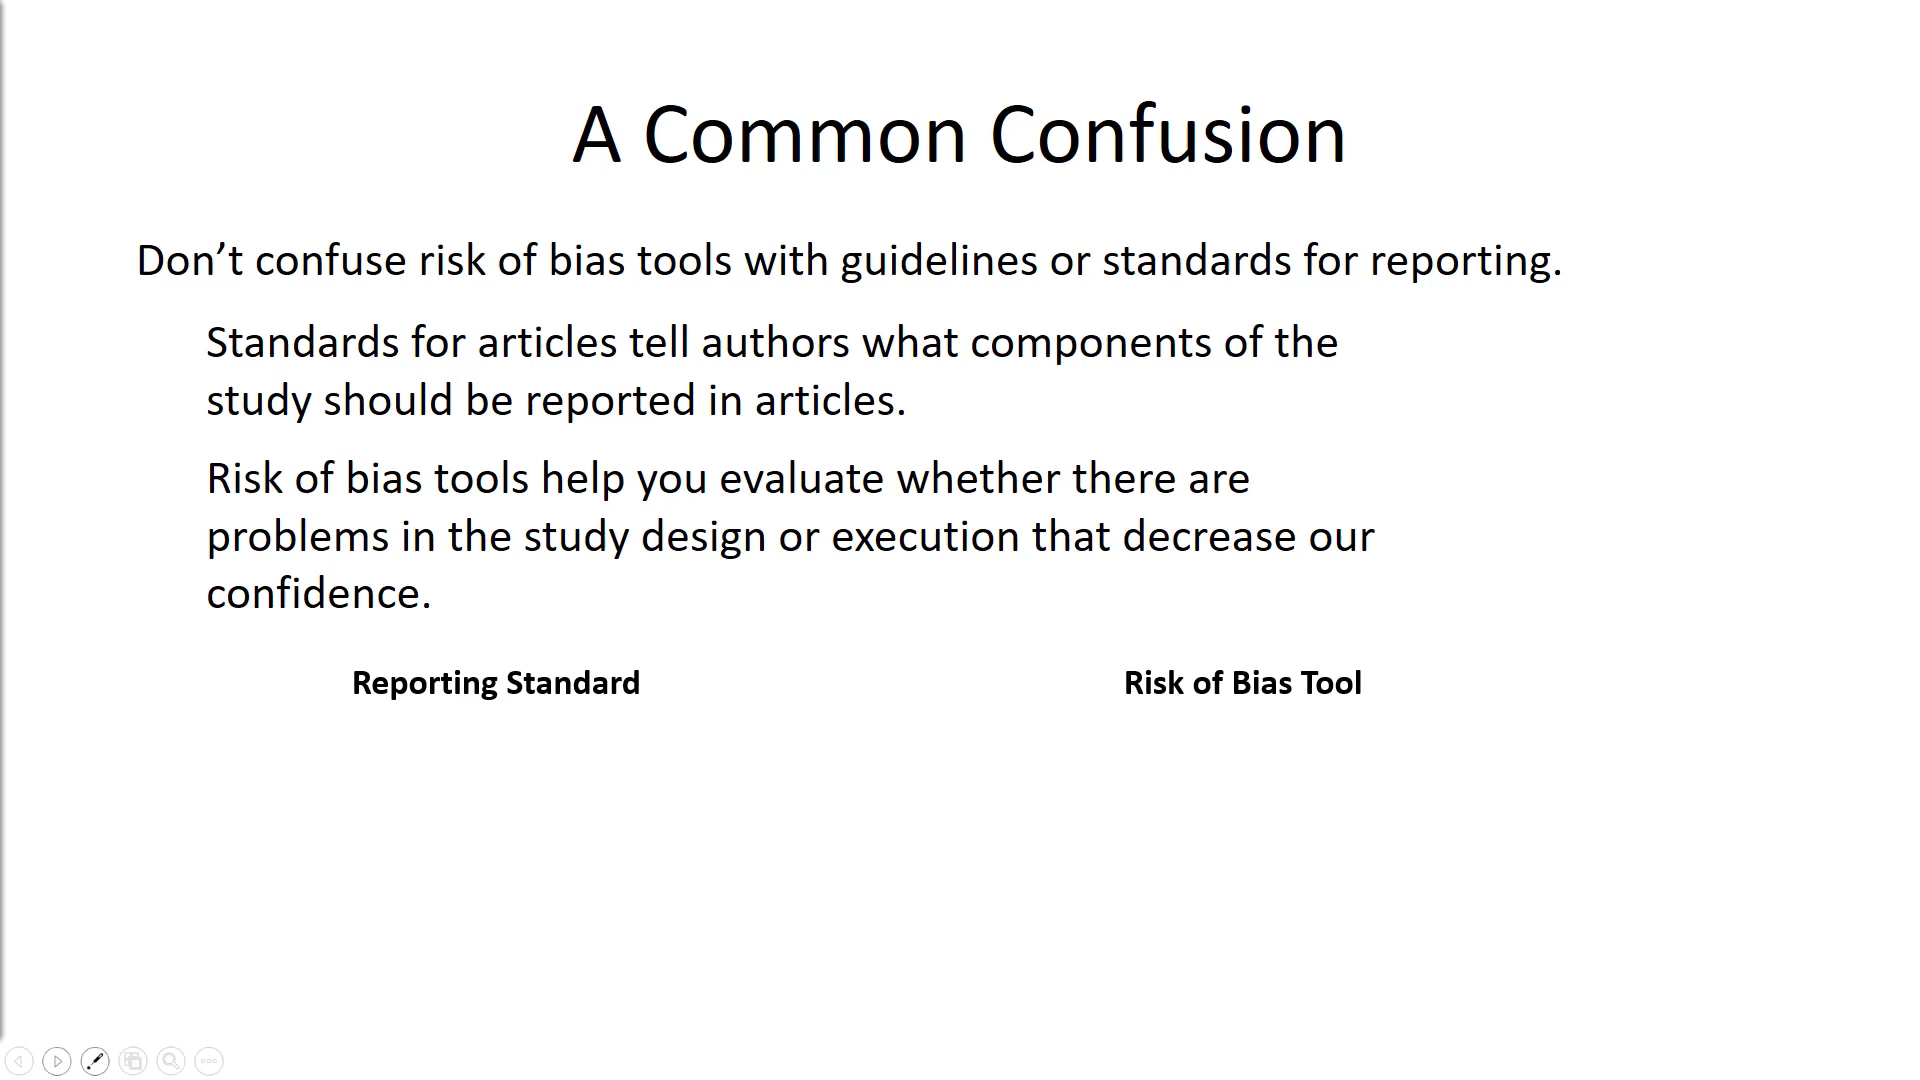 A Common Confusion
Don’t confuse risk of bias tools with guidelines or standards for reporting.
Standards for articles tell authors what components of the
study should be reported in articles.
Risk of bias tools help you evaluate whether there are
problems in the study design or execution that decrease our
confidence.
Reporting Standard
Risk of Bias Tool